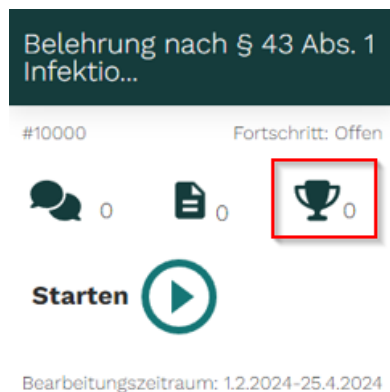 Belehrung nach § 43 Abs. 1
Infektio...
#10000 Fortschritt: Offen
0 0 0
Starten
Bearbeitungszeitraum: 1.2.2024-25.4.2024